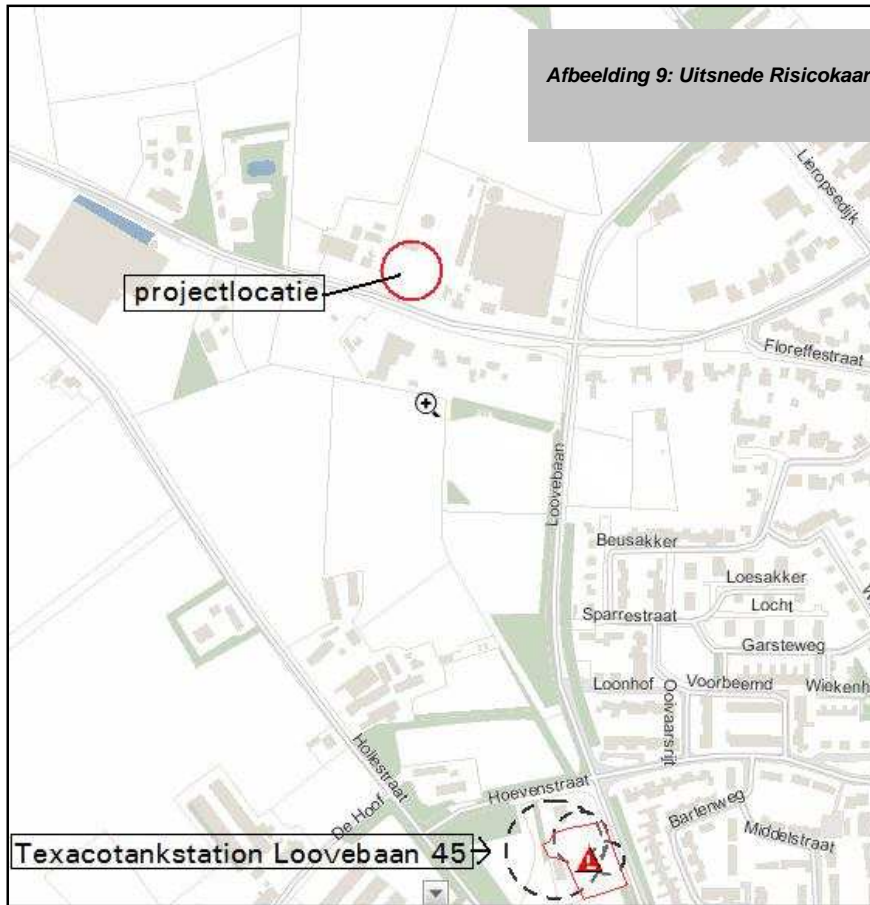 Afbeelding 9: Uitsnede Risicokaar
Lieropsedijk
projectlocatie
Floreffestraat
Loovebaan
Beusakker
Loesakker
Locht
Sparrestraat
Garsteweg
Loonhof
Voorbeemd
Wiekenh
Ooivaarsnijt
Hollestraat
De Hoof
Hoevenstraat
Bartenweg
Middelstraat
Texacotankstation Loovebaan 45